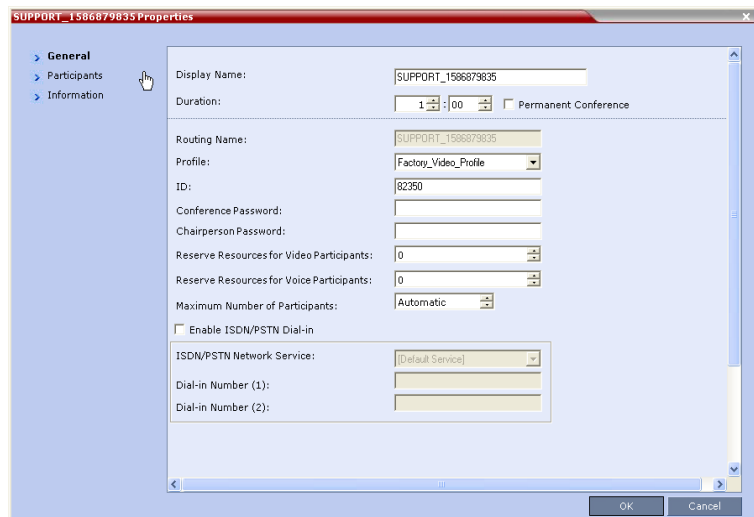 SUPPORT_1586879835 Properties
General
Participants
Information
Display Name: SUPPORT_1586879835
Duration: 1 : 00 Permanent Conference
Routing Name: SUPPORT_1586879835
Profile: Factory_Video_Profile
ID: 82350
Conference Password:
Chairperson Password:
Reserve Resources for Video Participants: 0
Reserve Resources for Voice Participants: 0
Maximum Number of Participants: Automatic
Enable ISDN/PSTN Dial-in
ISDN/PSTN Network Service: [Default Service]
Dial-in Number (1):
Dial-in Number (2):
OK Cancel